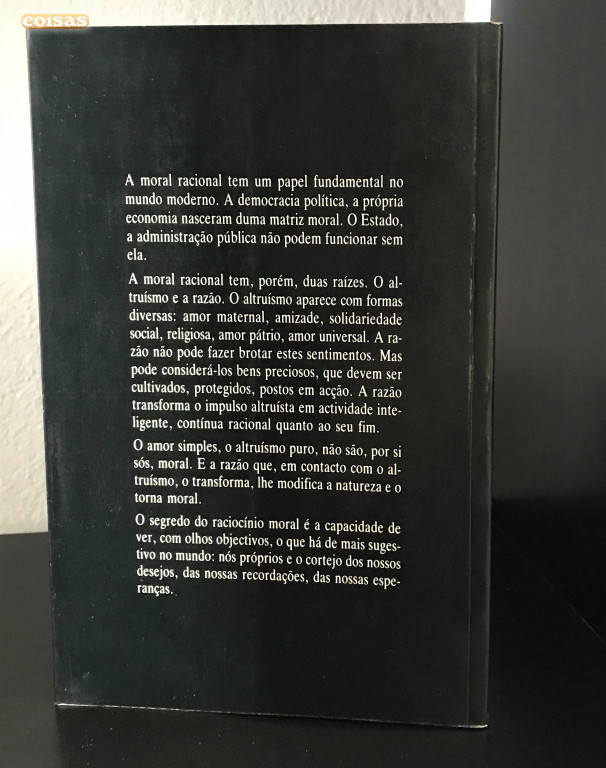 coisas
A moral racional tem um papel fundamental no
mundo moderno. A democracia política, a própria
economia nasceram duma matriz moral. O Estado,
a administração pública não podem funcionar sem
ela.
A moral racional tem, porém, duas raízes. O al-
truísmo e a razão. O altruísmo aparece com formas
diversas: amor maternal, amizade, solidariedade
social, religiosa, amor pátrio, amor universal. A ra-
zão não pode fazer brotar estes sentimentos. Mas
pode considerá-los bens preciosos, que devem ser
cultivados, protegidos, postos em acção. A razão
transforma o impulso altruísta em actividade inte-
ligente, contínua racional quanto ao seu fim.
O amor simples, o altruísmo puro, não são, por si
sós, moral. E a razão que, em contacto com o al-
truísmo, o transforma, lhe modifica a natureza e o
torna moral.
O segredo do raciocínio moral é a capacidade de
ver, com olhos objectivos, o que há de mais suges-
tivo no mundo: nós próprios e o cortejo dos nossos
desejos, das nossas recordações, das nossas espe-
ranças.